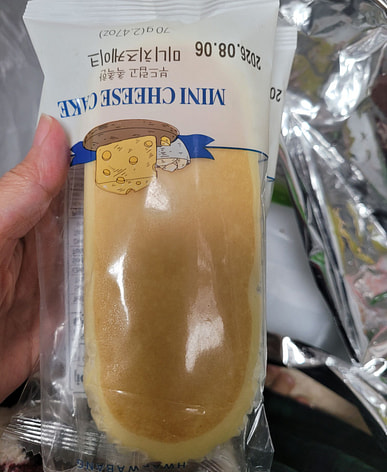 MINI CHEESE CAKE
부드럽고 촉촉한
미니치즈케이크
70g(2.47oz)
2026.08.06
20